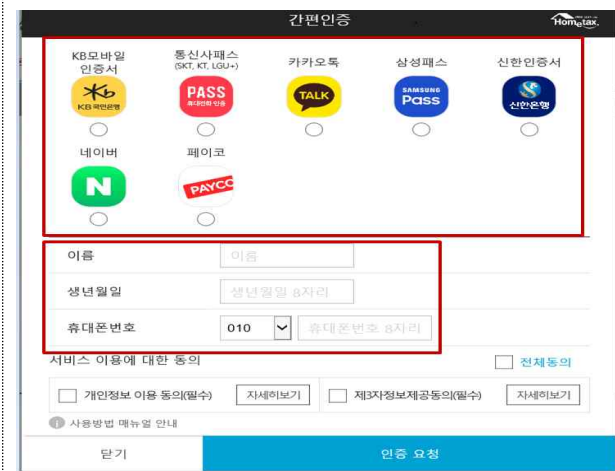 간편인증
Hometax.
KB모바일 인증서
통신사패스
(SKT, KT, LGU+)
카카오톡
삼성패스
신한인증서
KB국민은행
PASS
휴대전화 인증
TALK
SAMSUNG
Pass
신한은행
네이버
페이코
N
PAYCO
이름
이름
생년월일
생년월일 8자리
휴대폰번호
010
휴대폰번호 8자리
서비스 이용에 대한 동의
전체동의
개인정보 이용 동의(필수)
자세히보기
제3자정보제공동의(필수)
자세히보기
사용방법 매뉴얼 안내
닫기
인증 요청